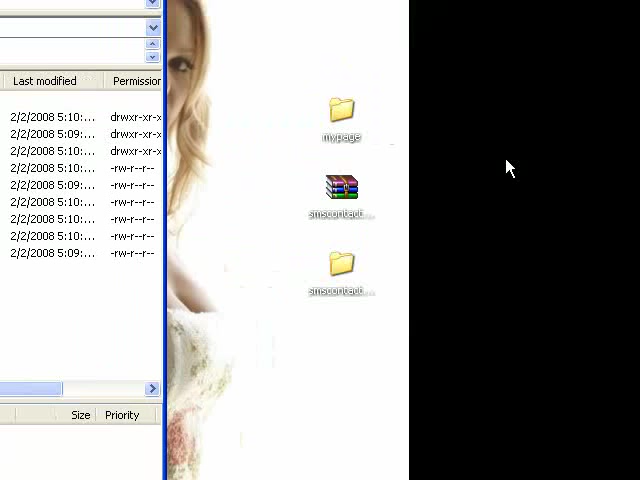 Last modified Permission
2/2/2008 5:10:... drwxr-xr-x
2/2/2008 5:09:... drwxr-xr-x
2/2/2008 5:10:... drwxr-xr-x
2/2/2008 5:10:... -rw-r--r--
2/2/2008 5:09:... -rw-r--r--
2/2/2008 5:10:... -rw-r--r--
2/2/2008 5:10:... -rw-r--r--
2/2/2008 5:10:... -rw-r--r--
2/2/2008 5:09:... -rw-r--r--
Size Priority
mypage
smscontact...
smscontact...